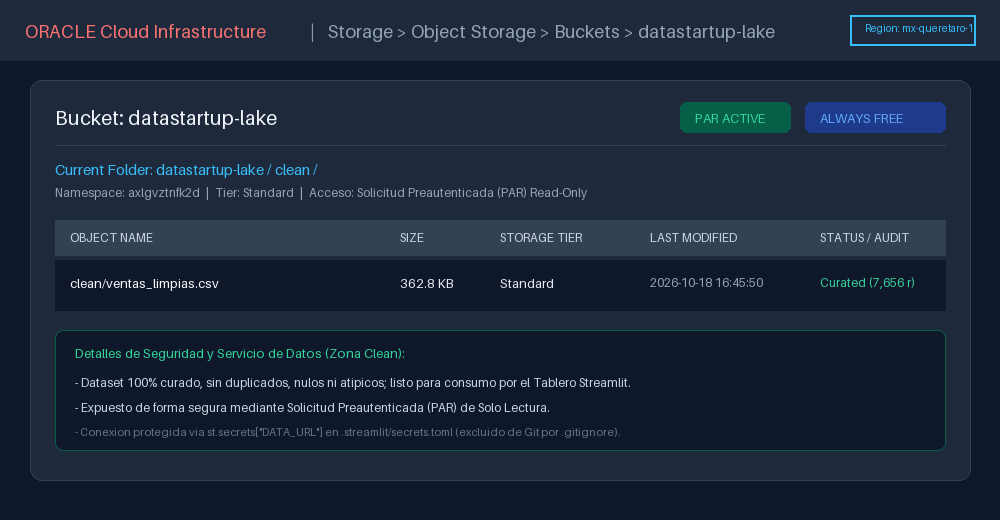 ORACLE Cloud Infrastructure | Storage > Object Storage > Buckets > datastartup-lake Region: mx-queretaro-1
Bucket: datastartup-lake PAR ACTIVE ALWAYS FREE
Current Folder: datastartup-lake / clean /
Namespace: axlgvztnfk2d | Tier: Standard | Acceso: Solicitud Preautenticada (PAR) Read-Only
OBJECT NAME SIZE STORAGE TIER LAST MODIFIED STATUS / AUDIT
clean/ventas_limpias.csv 362.8 KB Standard 2026-10-18 16:45:50 Curated (7,656 r)
Detalles de Seguridad y Servicio de Datos (Zona Clean):
- Dataset 100% curado, sin duplicados, nulos ni atipicos; listo para consumo por el Tablero Streamlit.
- Expuesto de forma segura mediante Solicitud Preautenticada (PAR) de Solo Lectura.
- Conexion protegida via st.secrets["DATA_URL"] en .streamlit/secrets.toml (excluido de Git por .gitignore).